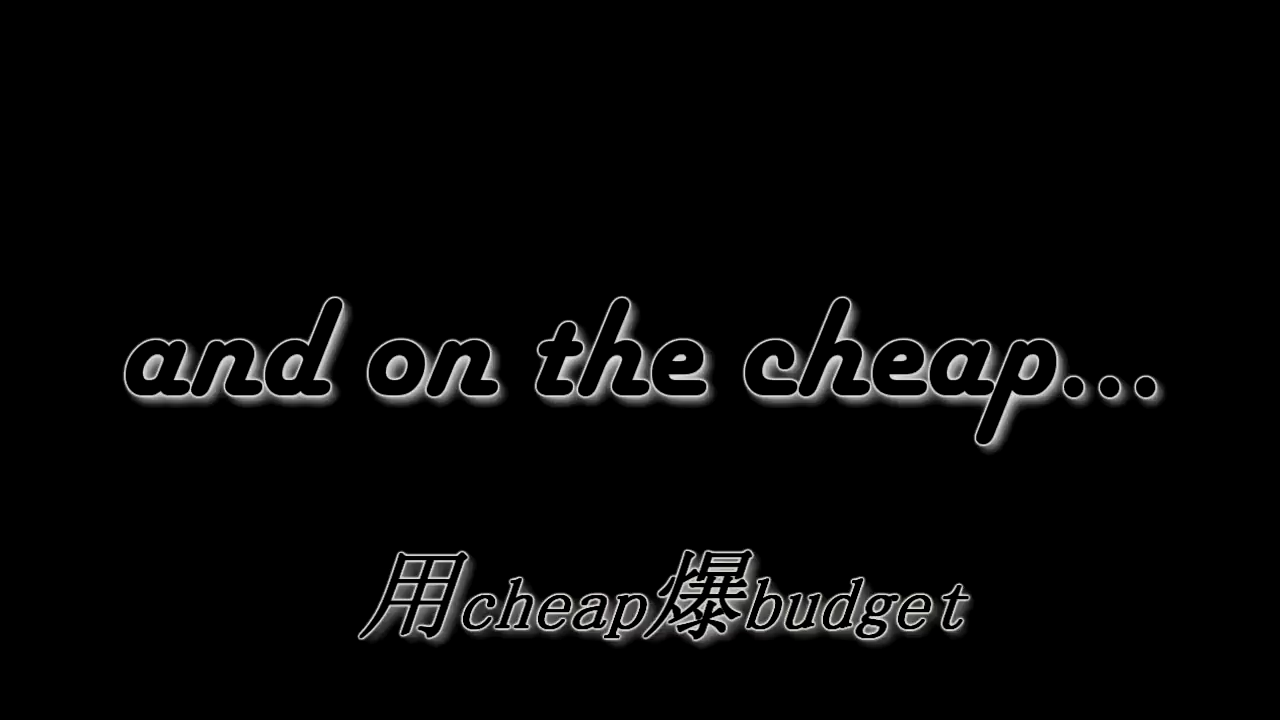 and on the cheap...
用cheap爆budget